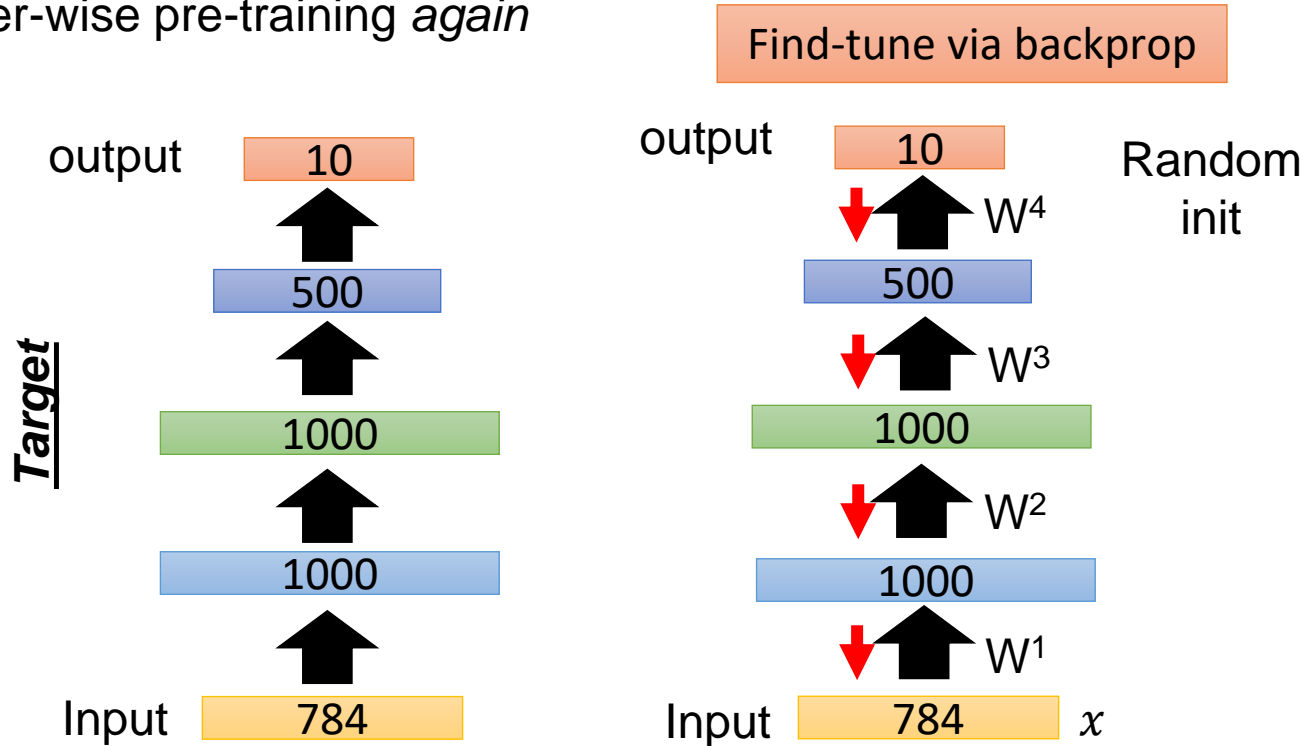 er-wise pre-training again
Find-tune via backprop
output
10
500
Target
1000
1000
Input
784
output
10
Random
init
W4
500
W3
1000
W2
1000
W1
Input
784
x